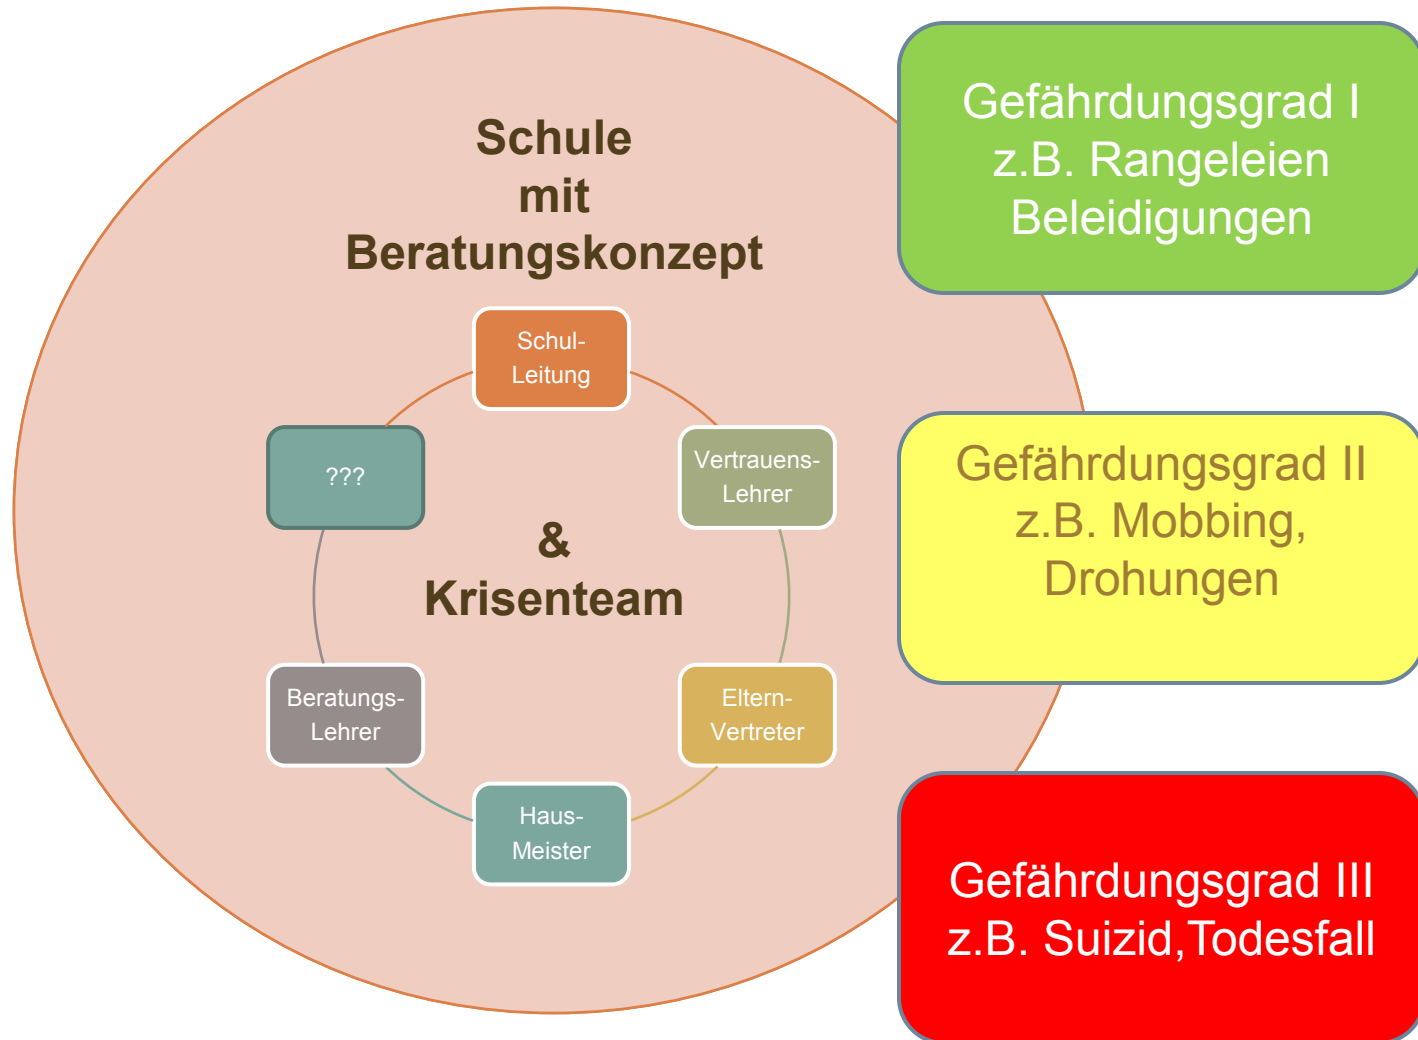 Schule
mit
Beratungskonzept
Schul-
Leitung
Vertrauens-
Lehrer
???
&
Krisenteam
Beratungs-
Lehrer
Eltern-
Vertreter
Haus-
Meister
Gefährdungsgrad I
z.B. Rangeleien
Beleidigungen
Gefährdungsgrad II
z.B. Mobbing,
Drohungen
Gefährdungsgrad III
z.B. Suizid,Todesfall